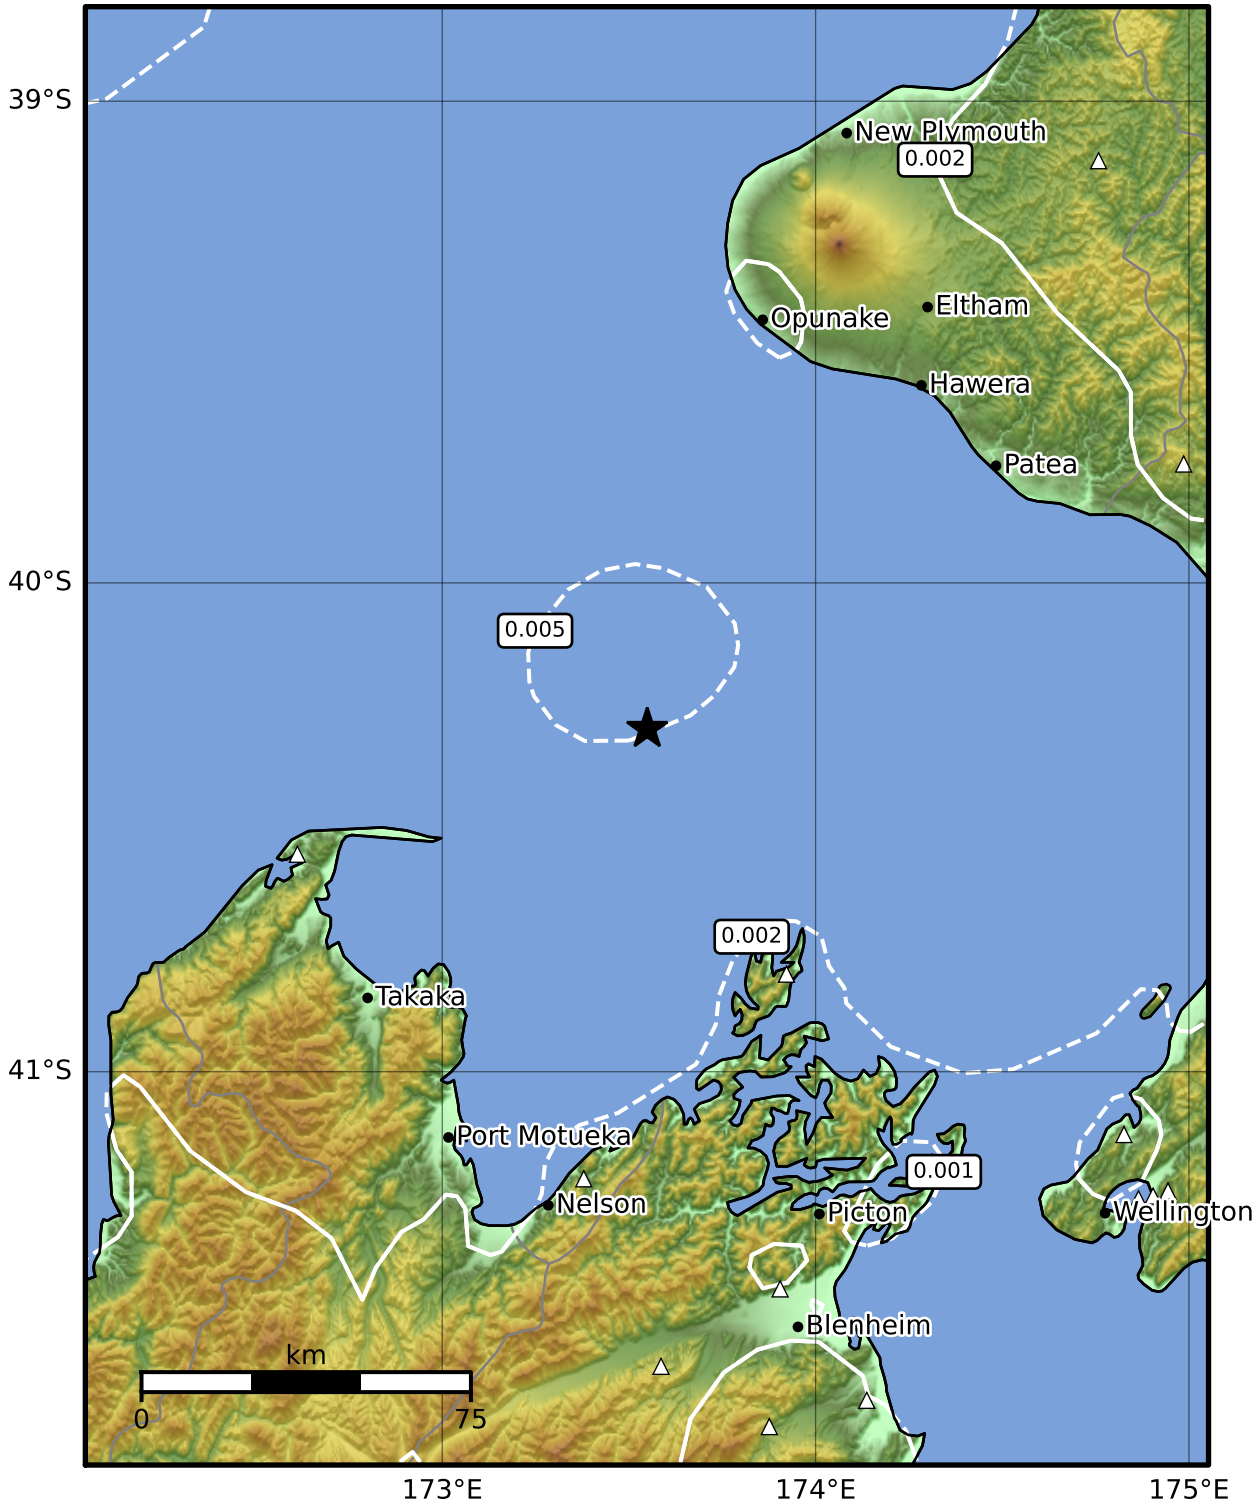 39°S
New Plymouth
0.002
Eltham
Opunake
Hawera
Patea
40°S
0.005
0.002
Takaka
41°S
Port Motueka
0.001
Nelson
Picton
Wellington
Blenheim
km
0
75
173°E
174°E
175°E